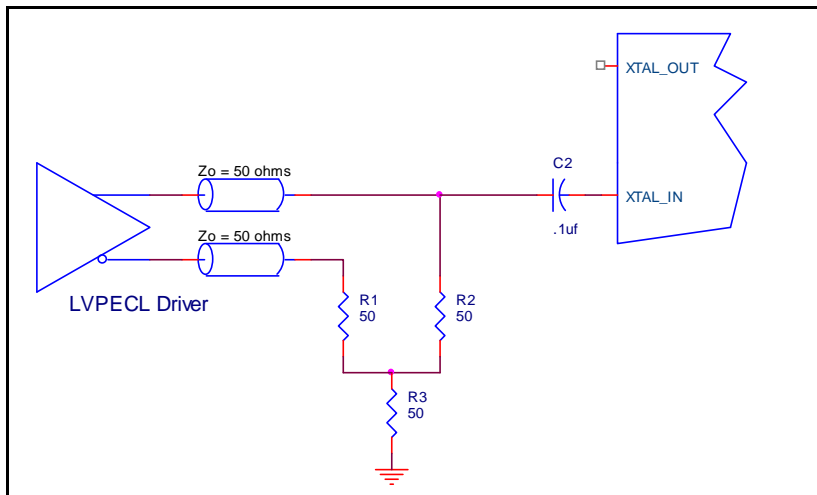 XTAL_OUT
Zo = 50 ohms
C2
XTAL_IN
.1uf
Zo = 50 ohms
LVPECL Driver
R1
50
R2
50
R3
50